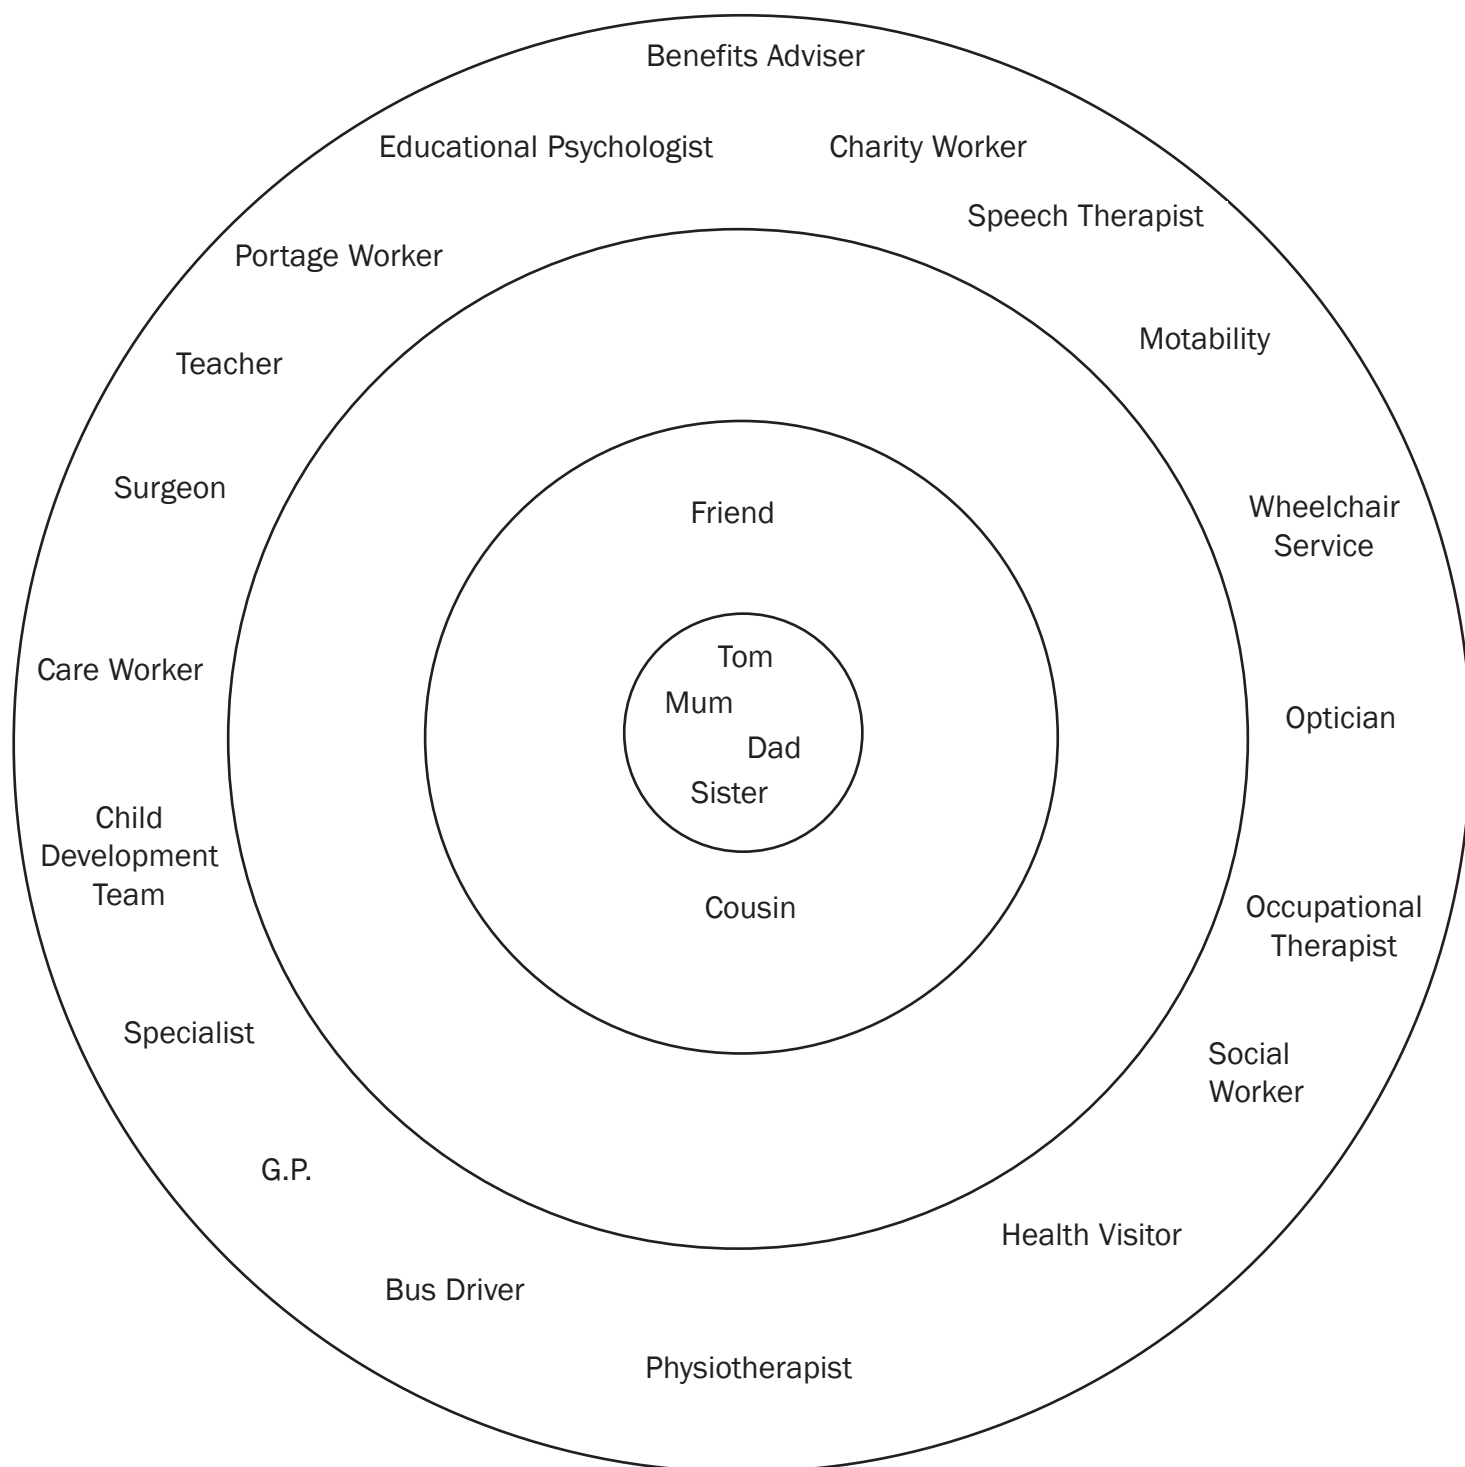 Benefits Adviser
Educational Psychologist
Charity Worker
Speech Therapist
Portage Worker
Motability
Teacher
Surgeon
Friend
Wheelchair
Service
Tom
Care Worker
Mum
Optician
Dad
Sister
Child
Development
Team
Cousin
Occupational
Therapist
Specialist
Social
Worker
G.P.
Health Visitor
Bus Driver
Physiotherapist